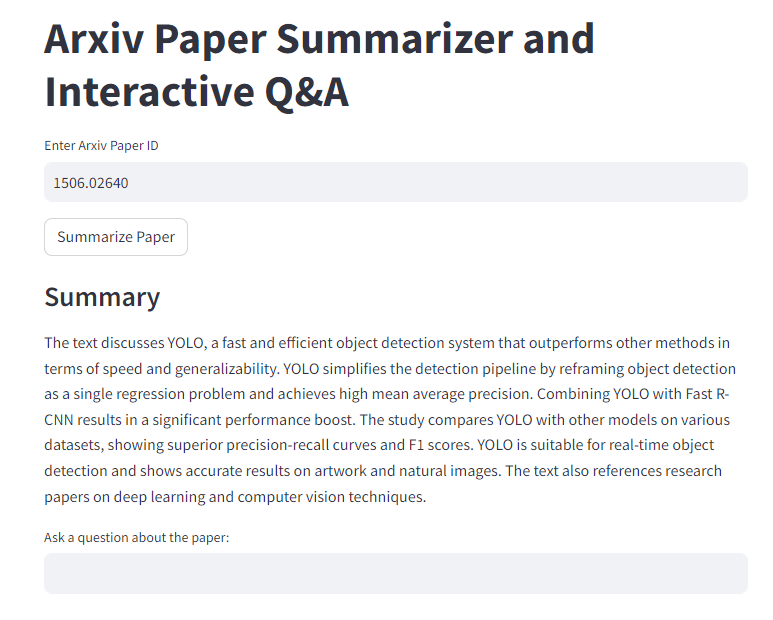 Arxiv Paper Summarizer and
Interactive Q&A
Enter Arxiv Paper ID
1506.02640
Summarize Paper
Summary
The text discusses YOLO, a fast and efficient object detection system that outperforms other methods in
terms of speed and generalizability. YOLO simplifies the detection pipeline by reframing object detection
as a single regression problem and achieves high mean average precision. Combining YOLO with Fast R-
CNN results in a significant performance boost. The study compares YOLO with other models on various
datasets, showing superior precision-recall curves and F1 scores. YOLO is suitable for real-time object
detection and shows accurate results on artwork and natural images. The text also references research
papers on deep learning and computer vision techniques.
Ask a question about the paper: